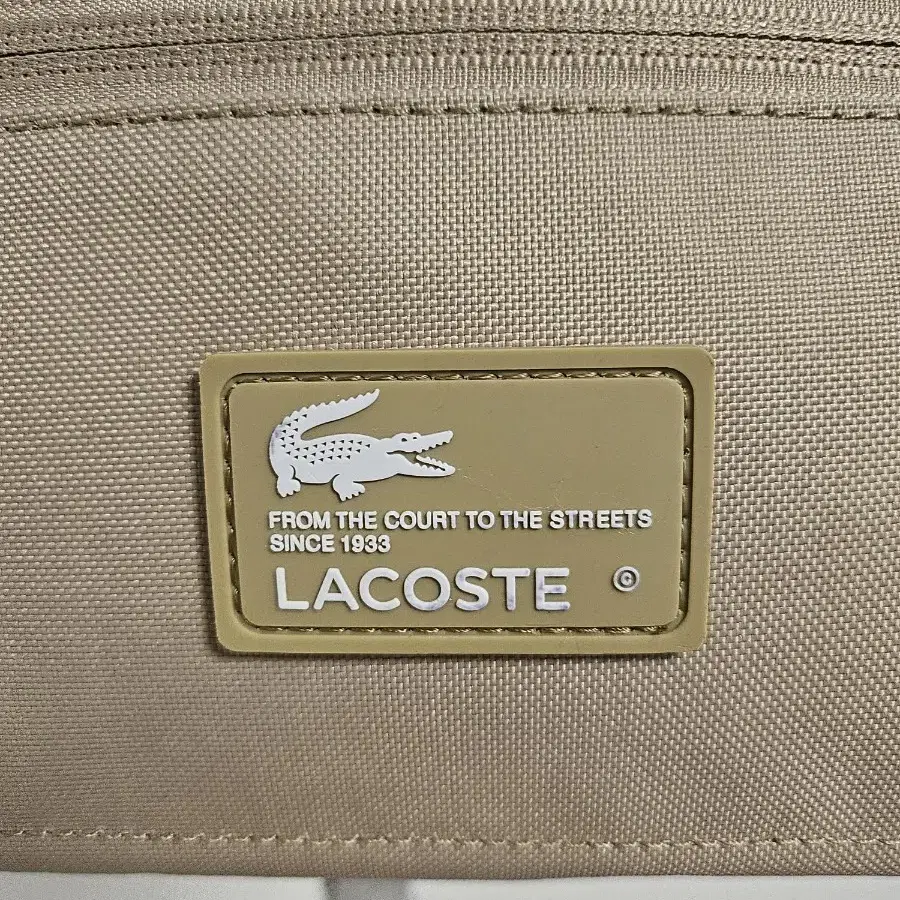 FROM THE COURT TO THE STREETS
SINCE 1933
LACOSTE ©